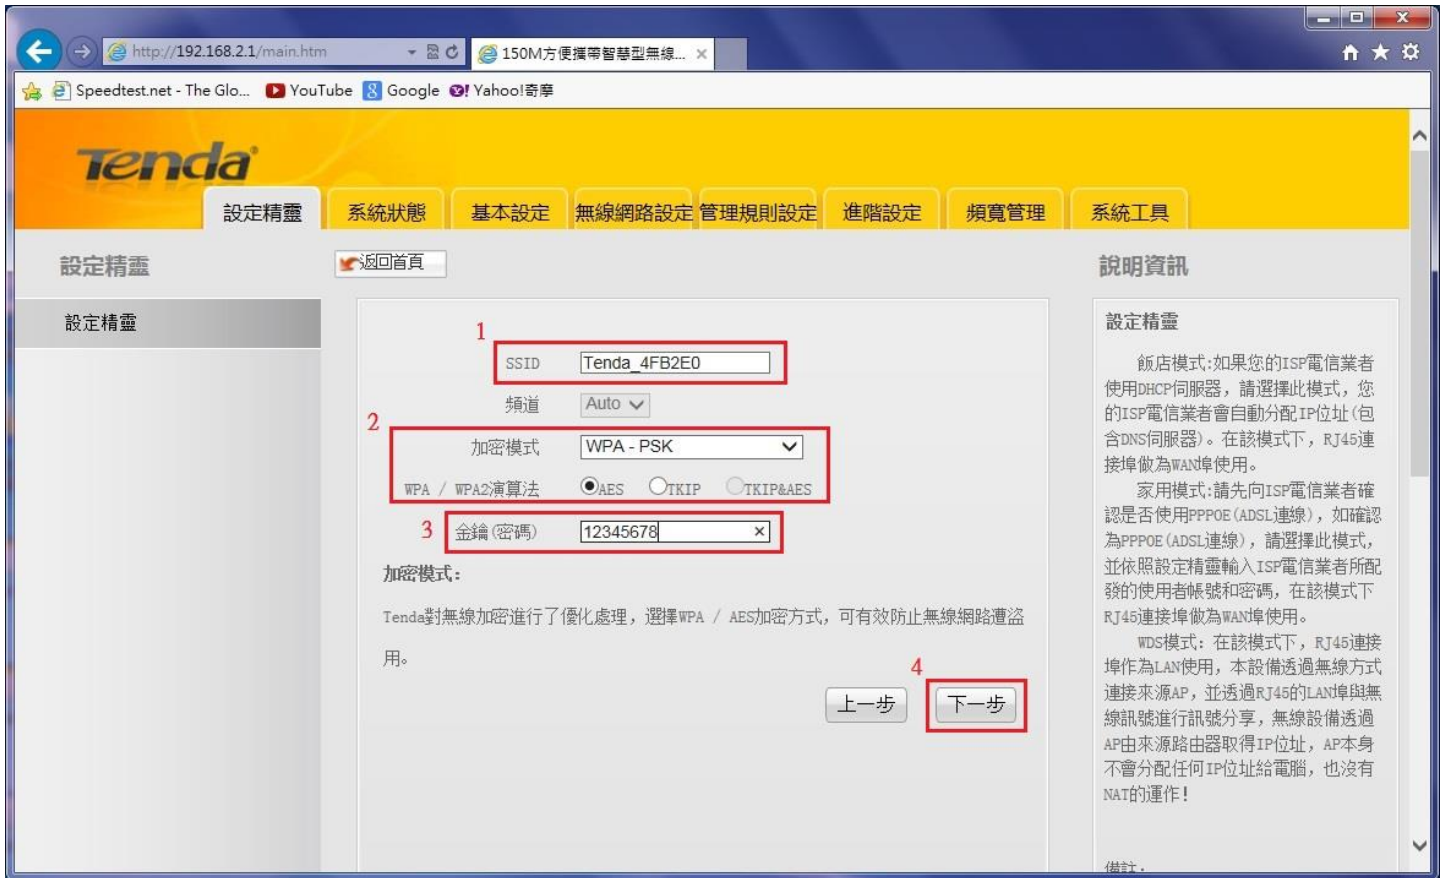 http://192.168.2.1/main.htm
150M方便攜帶智慧型無線...
Speedtest.net - The Glo...
YouTube
Google
Yahoo!奇摩
Tenda
設定精靈
系統狀態
基本設定
無線網路設定
管理規則設定
進階設定
頻寬管理
系統工具
設定精靈
設定精靈
返回首頁
1
SSID Tenda_4FB2E0
頻道 Auto
2
加密模式 WPA - PSK
WPA / WPA2演算法 AES TKIP TKIP&AES
3 金鑰(密碼) 12345678
加密模式:
Tenda對無線加密進行了優化處理，選擇WPA / AES加密方式，可有效防止無線網路遭盜
用。
4
上一步 下一步
說明資訊
設定精靈
飯店模式:如果您的ISP電信業者
使用DHCP伺服器，請選擇此模式，您
的ISP電信業者會自動分配IP位址(包
含DNS伺服器)。在該模式下，RJ45連
接埠做為WAN埠使用。
家用模式:請先向ISP電信業者確
認是否使用PPPOE(ADSL連線)，如確認
為PPPOE(ADSL連線)，請選擇此模式，
並依照設定精靈輸入ISP電信業者所配
發的使用者帳號和密碼，在該模式下
RJ45連接埠做為WAN埠使用。
WDS模式：在該模式下，RJ45連接
埠作為LAN使用，本設備透過無線方式
連接來源AP，並透過RJ45的LAN埠與無
線訊號進行訊號分享，無線設備透過
AP由來源路由器取得IP位址，AP本身
不會分配任何IP位址給電腦，也沒有
NAT的運作!
備註: